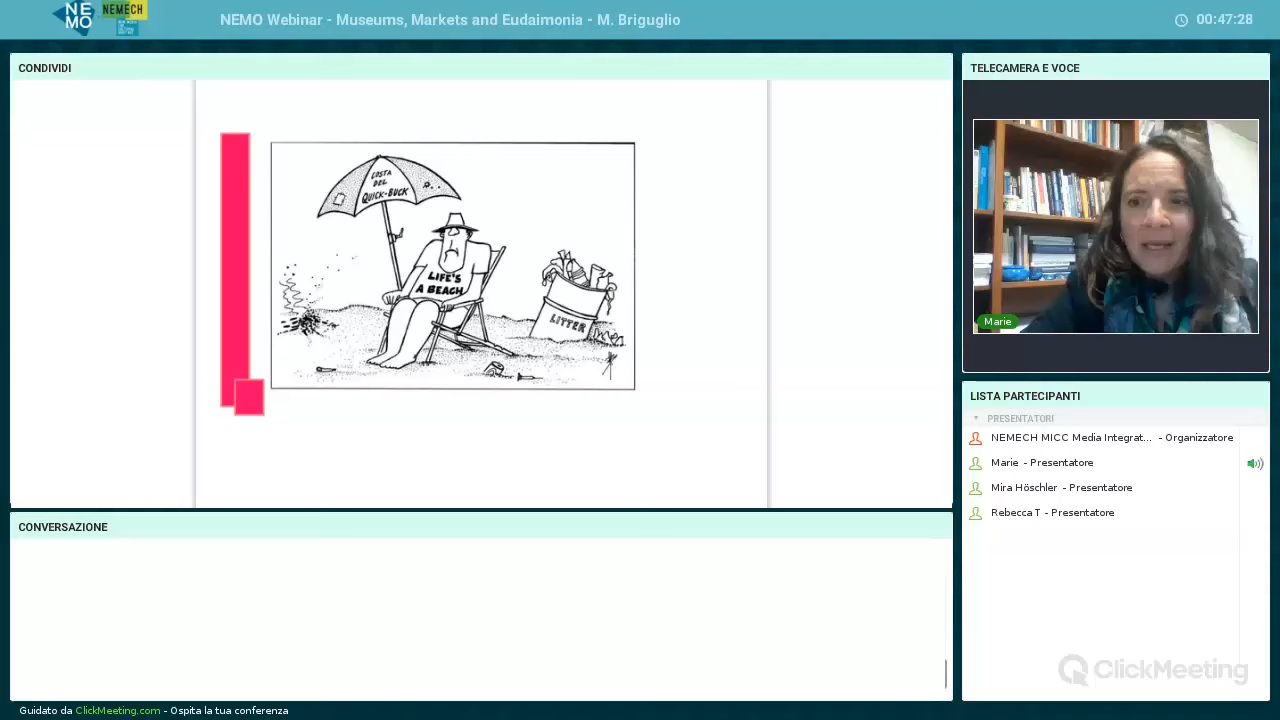 NE
MO
NEMECH
NEMO Webinar - Museums, Markets and Eudaimonia - M. Briguglio
00:47:28
CONDIVIDI
COSTA
DEL
QUICK-BUCK
LIFE'S
A BEACH
LITTER
CONVERSAZIONE
TELECAMERA E VOCE
Marie
LISTA PARTECIPANTI
PRESENTATORI
NEMECH MICC Media Integrat... - Organizzatore
Marie - Presentatore
Mira Höschler - Presentatore
Rebecca T - Presentatore
ClickMeeting
Guidato da ClickMeeting.com - Ospita la tua conferenza